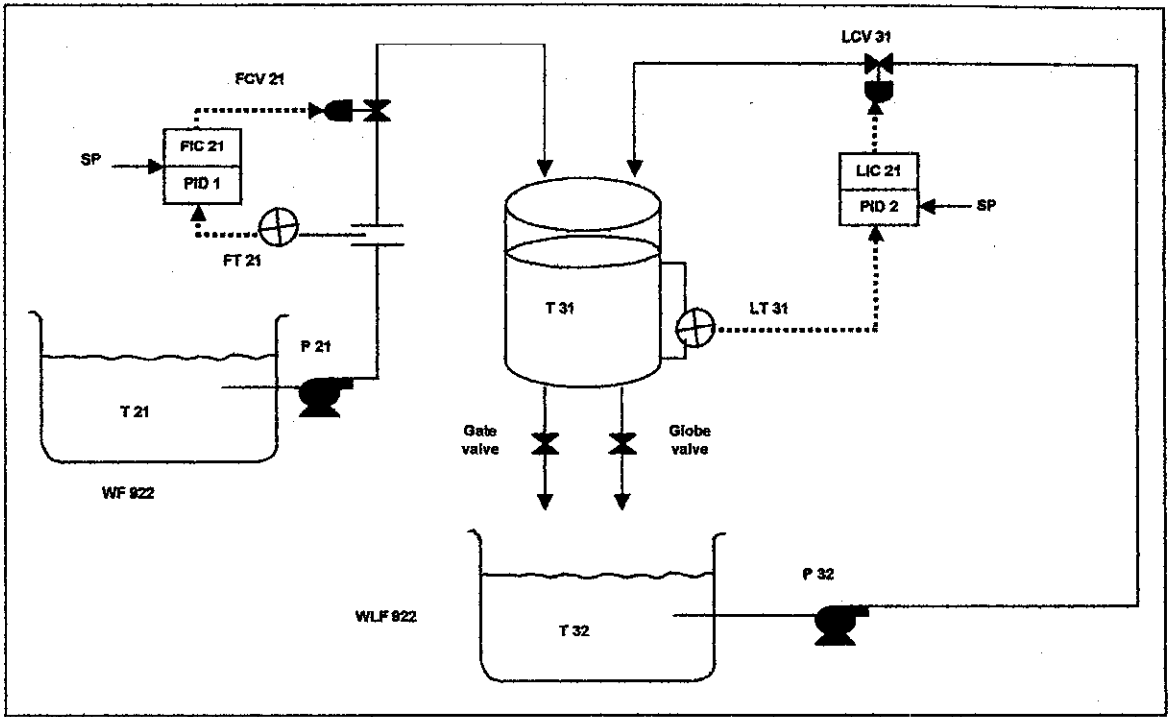 LCV 31
FCV 21
FIC 21
SP
PID 1
LIC 21
PID 2
SP
FT 21
T 31
LT 31
P 21
T 21
Gate
valve
Globe
valve
WF 922
P 32
WLF 922
T 32